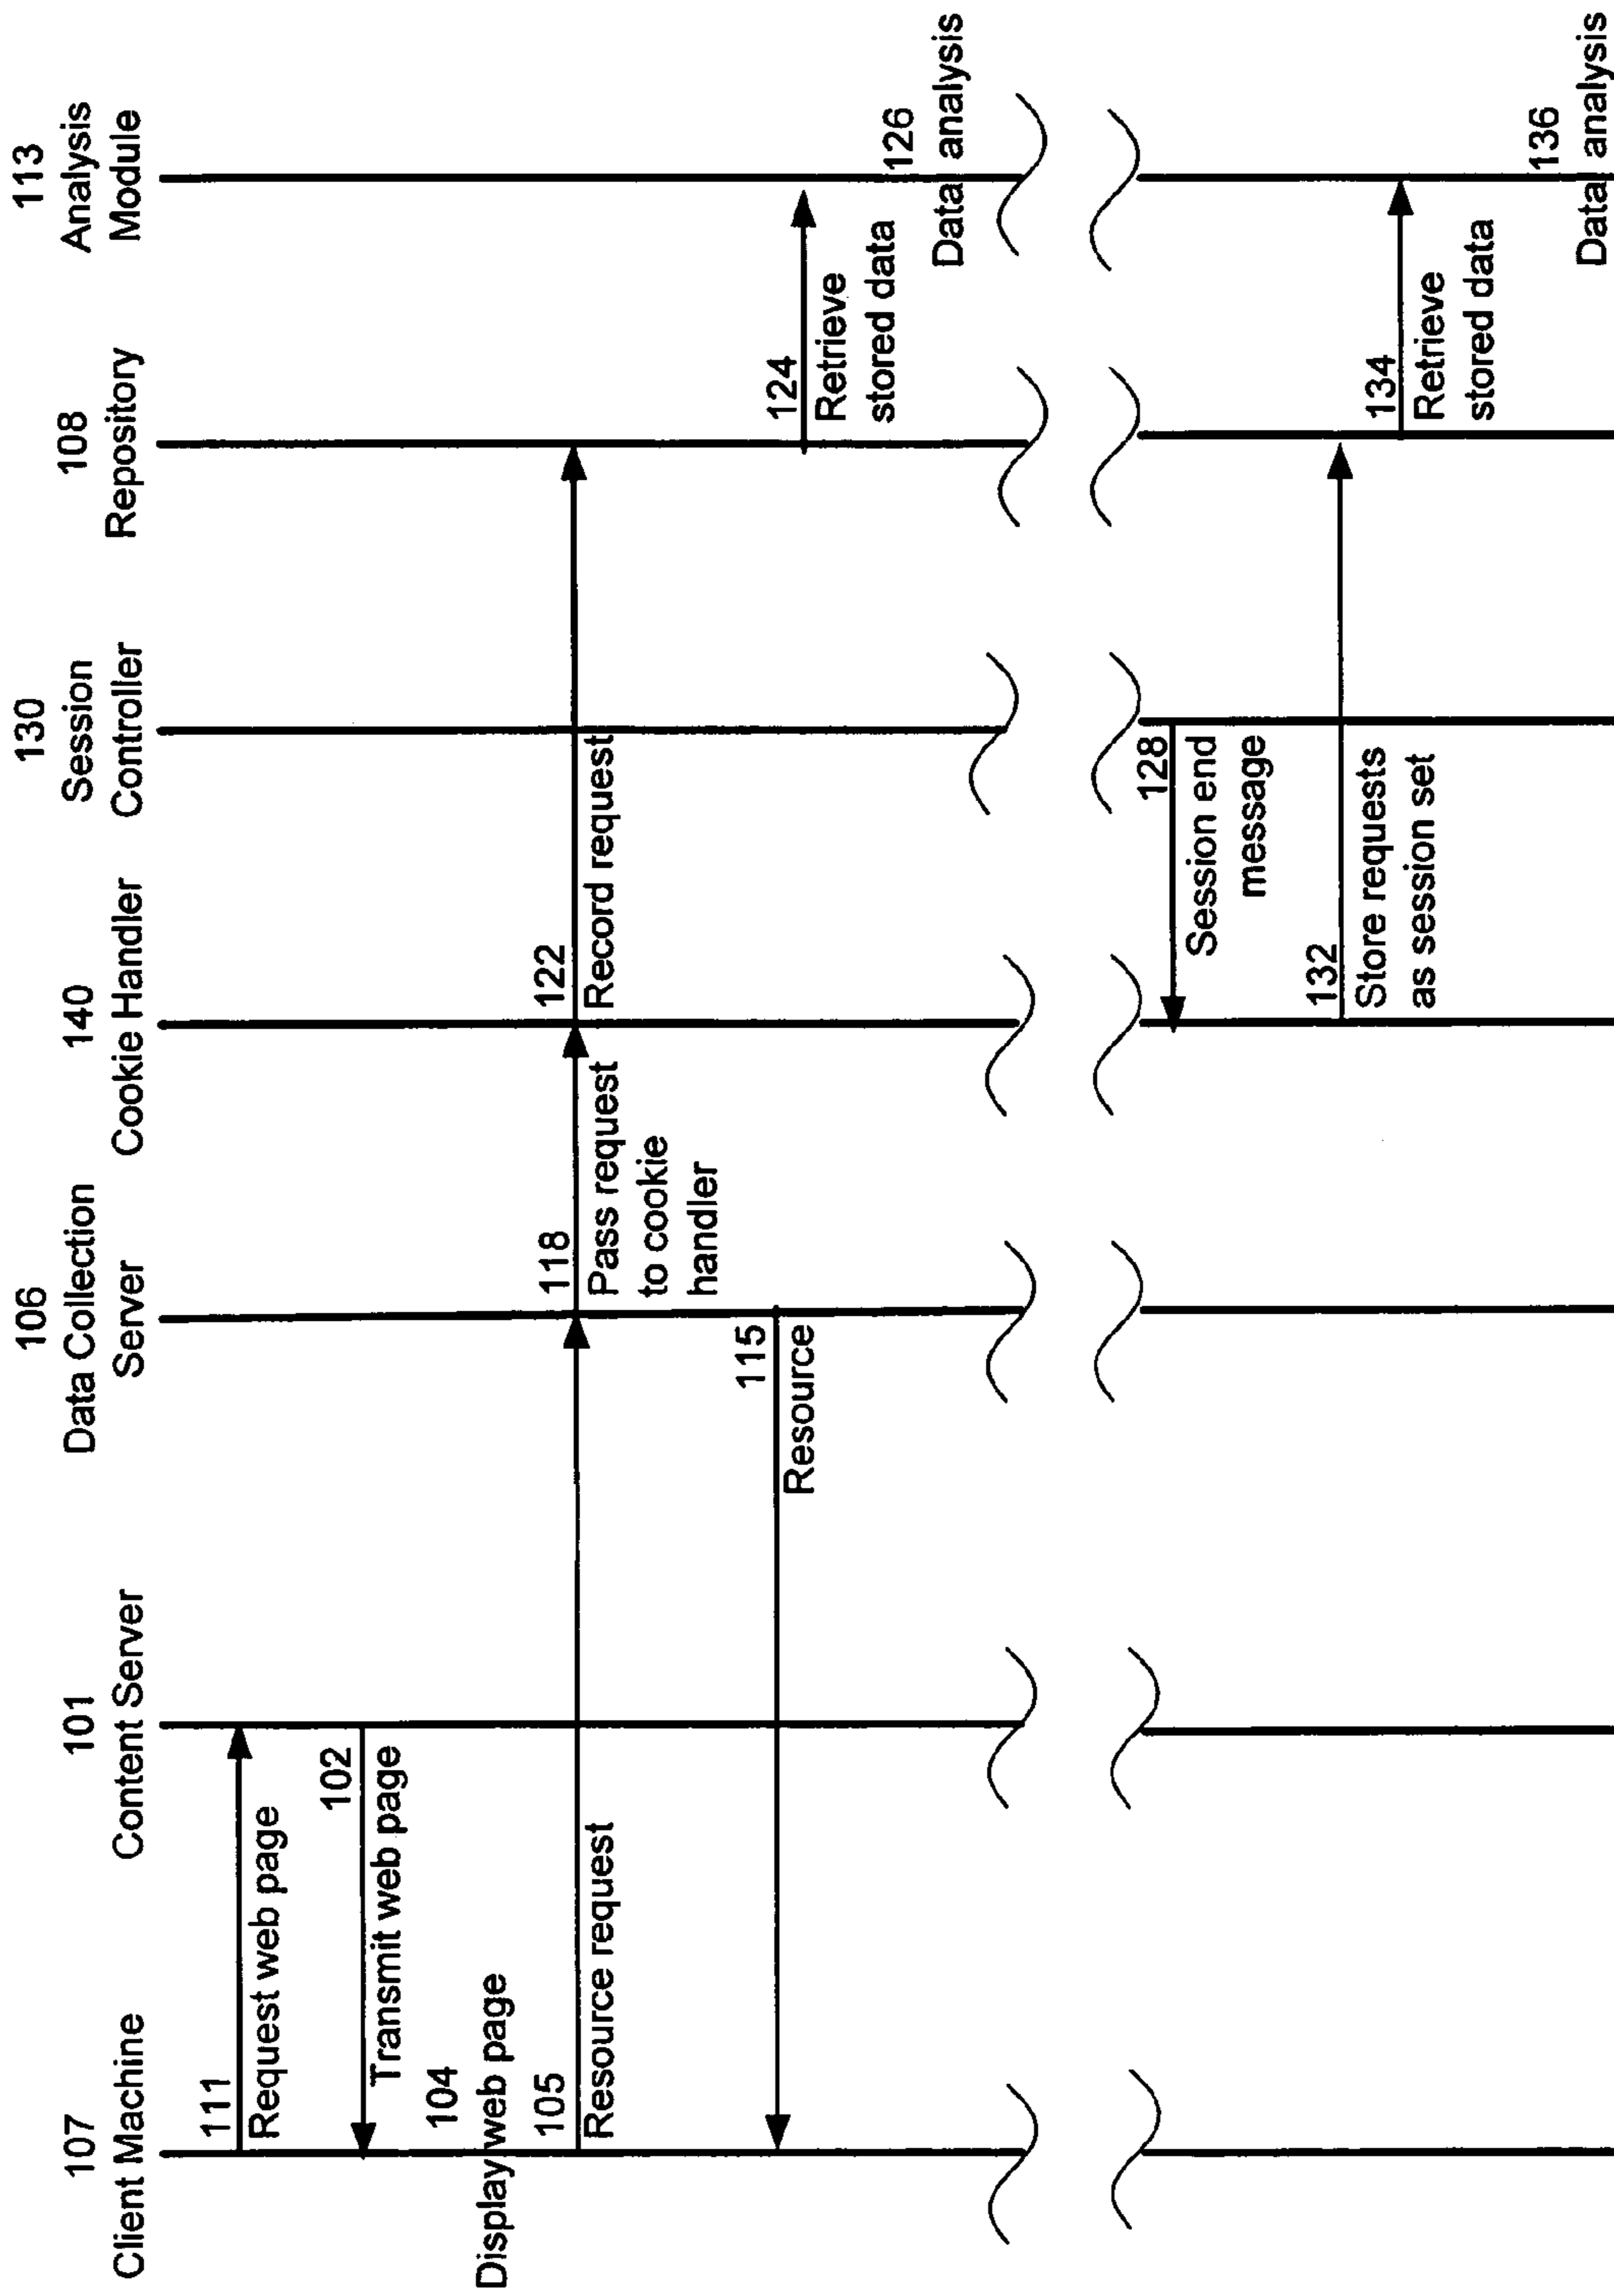 107
Client Machine
101
Content Server
106
Data Collection
Server
140
Cookie Handler
130
Session
Controller
108
Repository
113
Analysis
Module
111
Request web page
102
Transmit web page
104
Display web page
105
Resource request
118
Pass request
to cookie
handler
122
Record request
115
Resource
124
Retrieve
stored data
126
Data analysis
128
Session end
message
132
Store requests
as session set
134
Retrieve
stored data
136
Data analysis